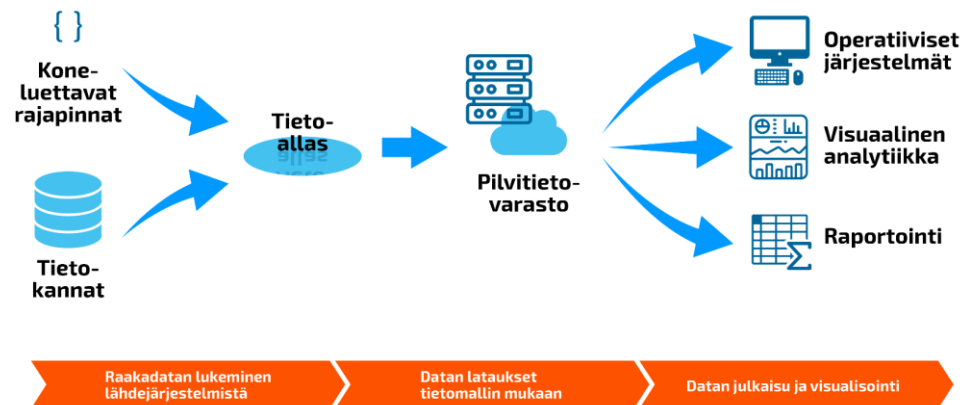 { }
Kone-
luettavat
rajapinnat
Tieto-
kannat
Tieto-
allas
Pilvitieto-
varasto
Operatiiviset
järjestelmät
Visuaalinen
analytiikka
Raportointi
Raakadatan lukeminen
lähdejärjestelmistä
Datan lataukset
tietomallin mukaan
Datan julkaisu ja visualisointi